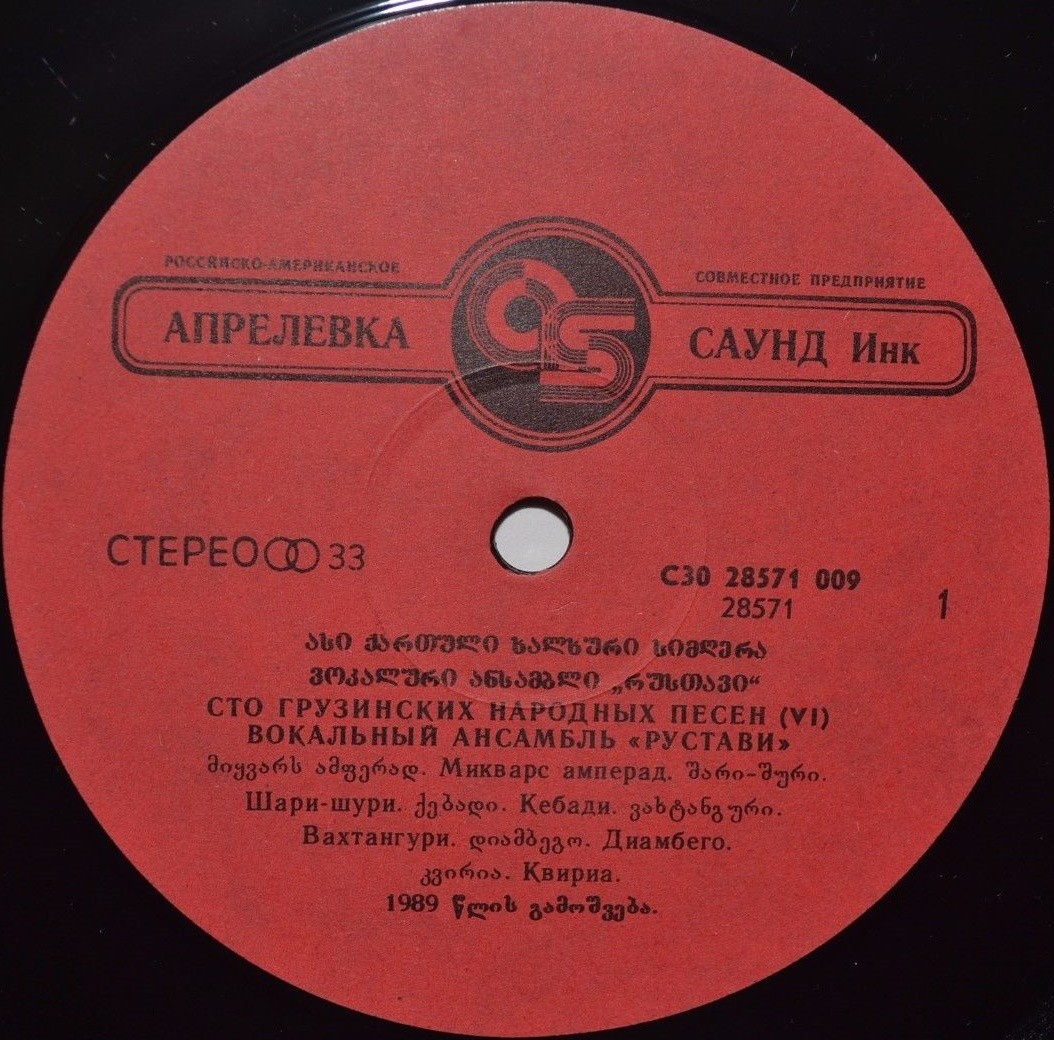 РОССИЙСКО-АМЕРИКАНСКОЕ
СОВМЕСТНОЕ ПРЕДПРИЯТИЕ
АПРЕЛЕВКА
САУНД Инк
СТЕРЕО 33
С30 28571 009
28571
1
ასი ქართული ხალხური სიმღერა
ვოკალური ანსამბლი „რუსთავი“
СТО ГРУЗИНСКИХ НАРОДНЫХ ПЕСЕН (VI)
ВОКАЛЬНЫЙ АНСАМБЛЬ «РУСТАВИ»
მიყვარს ამფერად. Микварс амперад. შარი-შური.
Шари-шури. ქებადი. Кебади. ვახტანგური.
Вахтангури. დიამბეგო. Диамбего.
კვირია. Квириа.
1989 წლის გამოშვება.